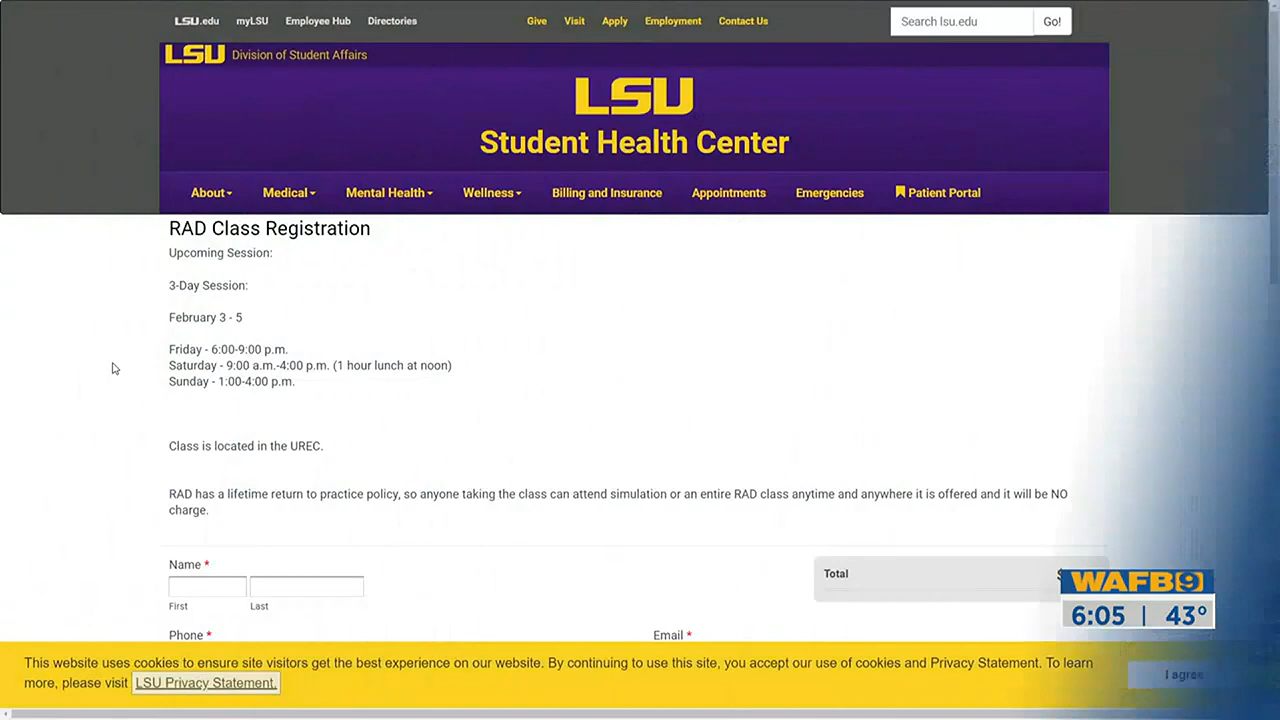 LSU.edu myLSU Employee Hub Directories Give Visit Apply Employment Contact Us Search lsu.edu Go!
LSU Division of Student Affairs
LSU
Student Health Center
About Medical Mental Health Wellness Billing and Insurance Appointments Emergencies Patient Portal
RAD Class Registration
Upcoming Session:
3-Day Session:
February 3 - 5
Friday - 6:00-9:00 p.m.
Saturday - 9:00 a.m.-4:00 p.m. (1 hour lunch at noon)
Sunday - 1:00-4:00 p.m.
Class is located in the UREC.
RAD has a lifetime return to practice policy, so anyone taking the class can attend simulation or an entire RAD class anytime and anywhere it is offered and it will be NO
charge.
Name *
Total
First Last
WAFB9
6:05 | 43°
Phone * Email *
This website uses cookies to ensure site visitors get the best experience on our website. By continuing to use this site, you accept our use of cookies and Privacy Statement. To learn
more, please visit LSU Privacy Statement.
I agree